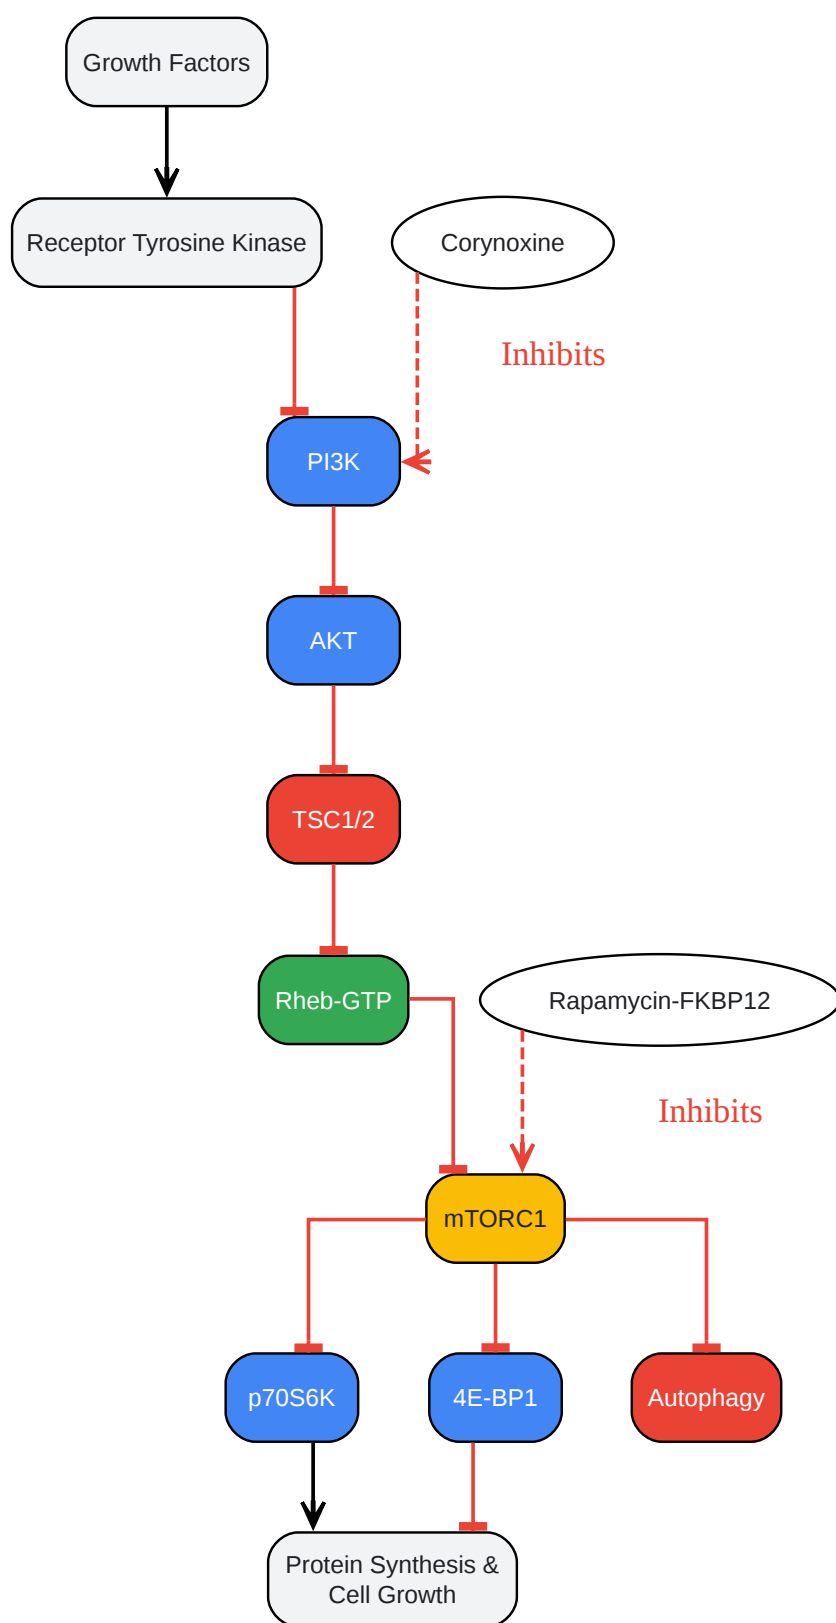 Growth Factors
Receptor Tyrosine Kinase
Corynoxine
Inhibits
PI3K
AKT
TSC1/2
Rheb-GTP
Rapamycin-FKBP12
Inhibits
mTORC1
p70S6K
4E-BP1
Autophagy
Protein Synthesis &
Cell Growth